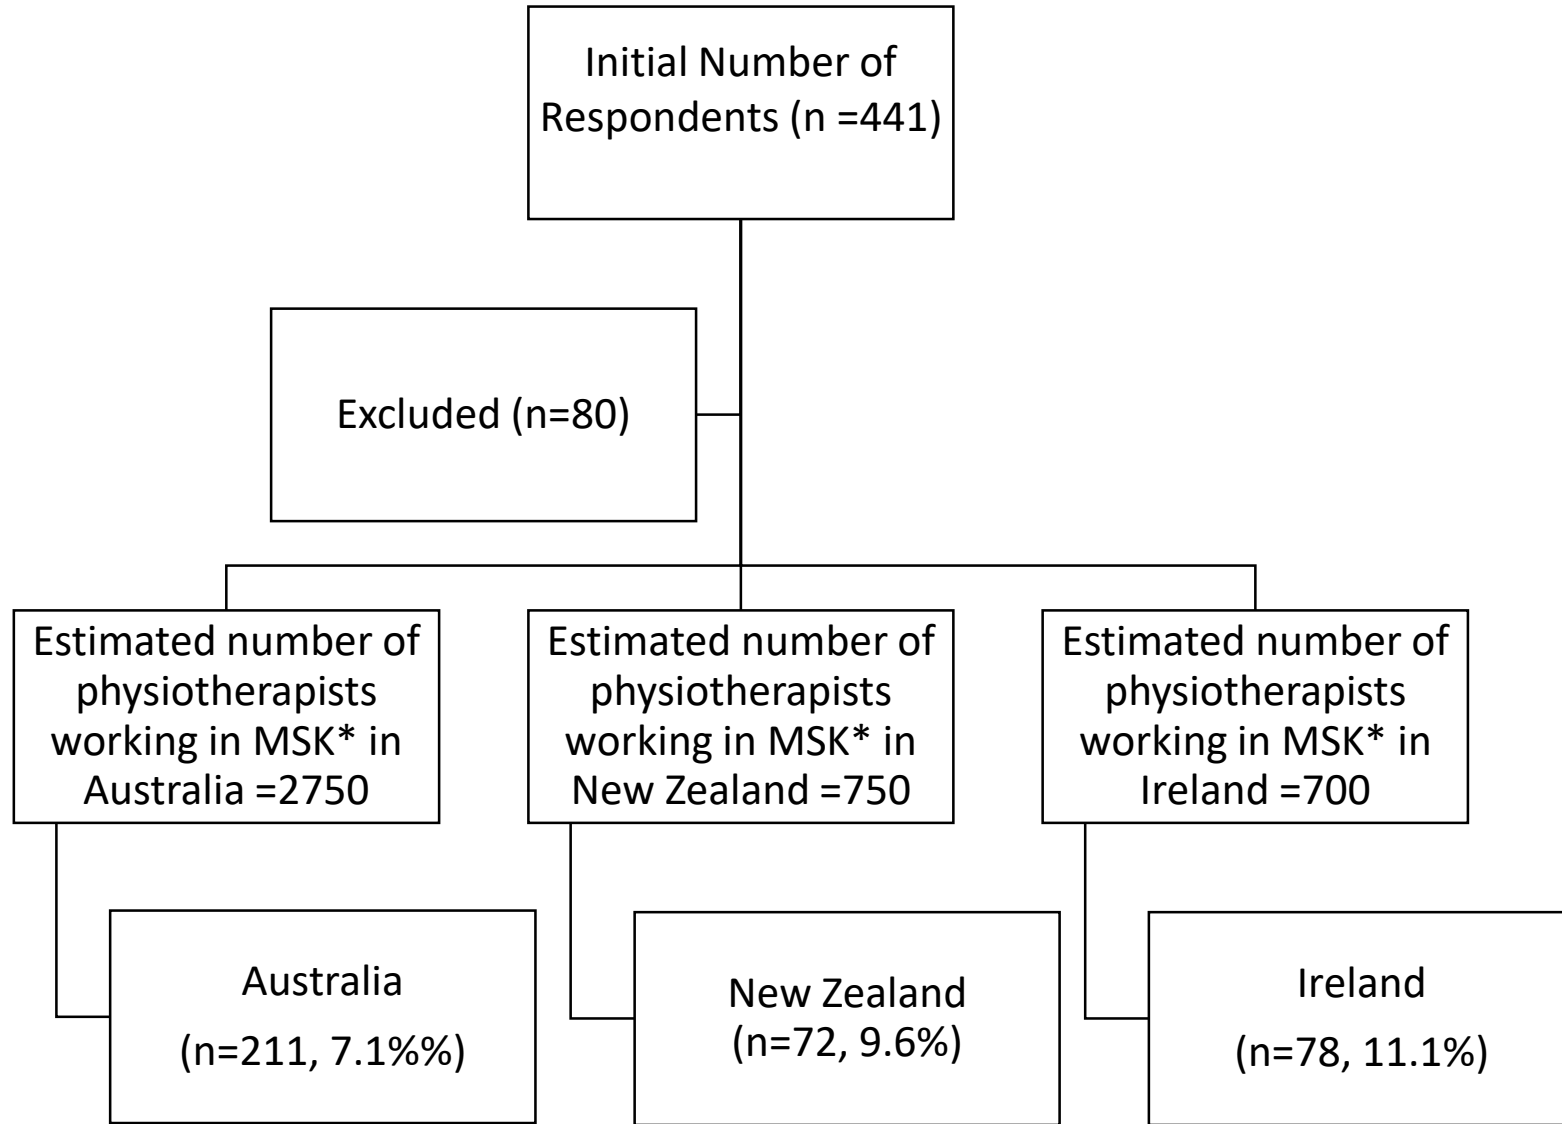 Initial Number of
Respondents (n =441)
Excluded (n=80)
Estimated number of
physiotherapists
working in MSK* in
Australia =2750
Estimated number of
physiotherapists
working in MSK* in
New Zealand =750
Estimated number of
physiotherapists
working in MSK* in
Ireland =700
Australia
(n=211, 7.1%%)
New Zealand
(n=72, 9.6%)
Ireland
(n=78, 11.1%)